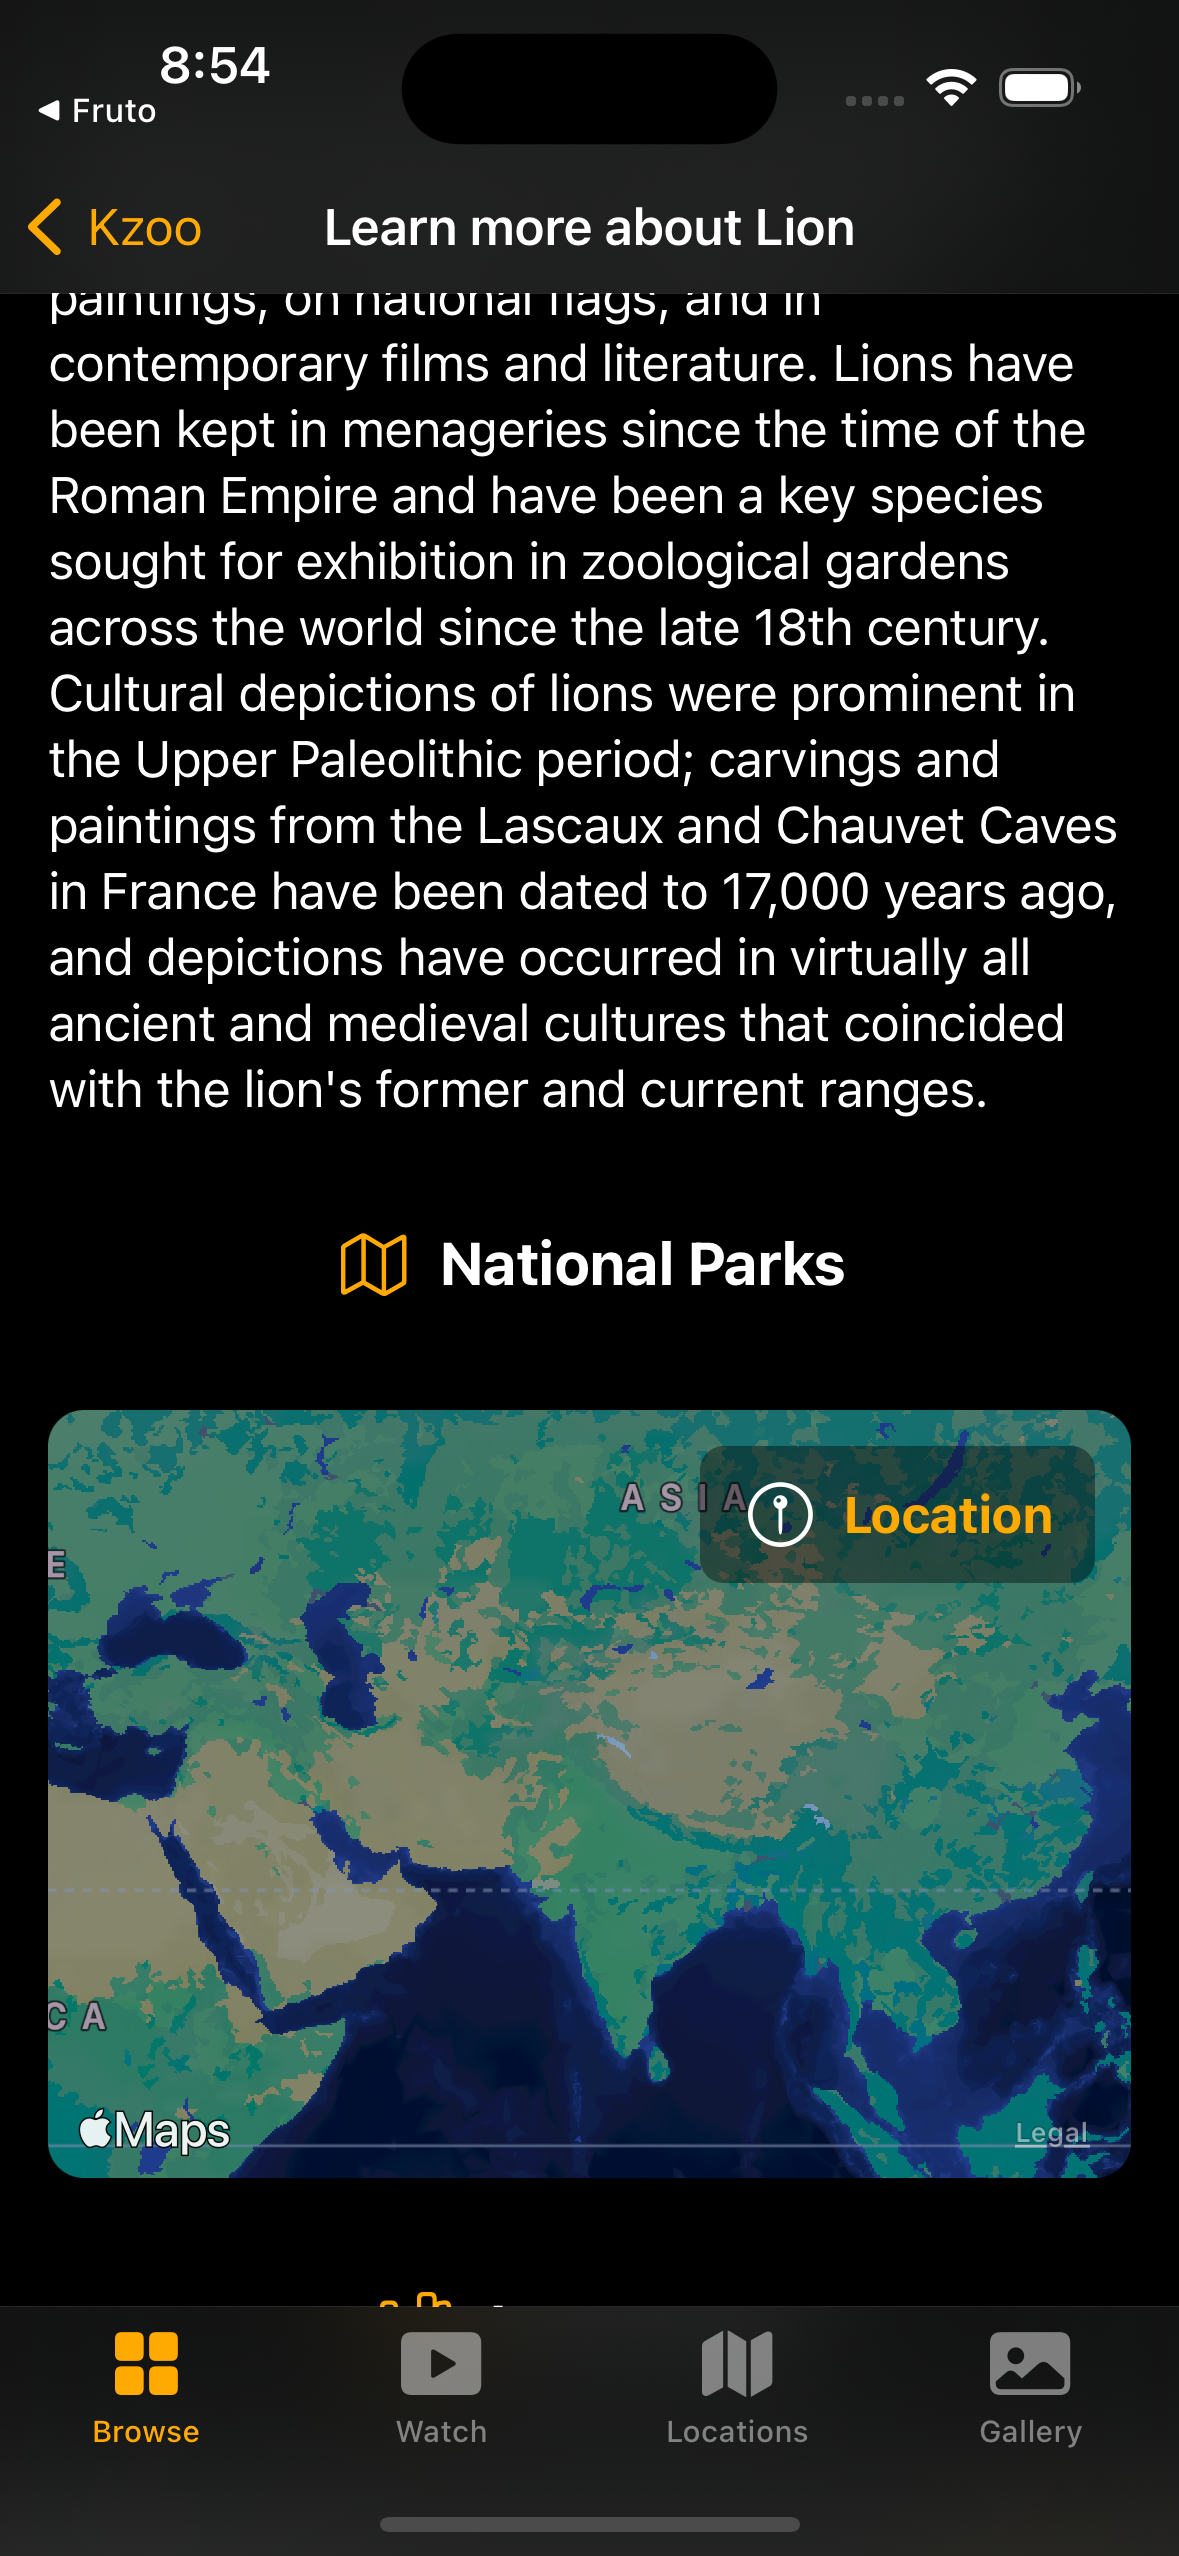 8:54
Fruto
Kzoo
Learn more about Lion
paintings, on national flags, and in
contemporary films and literature. Lions have
been kept in menageries since the time of the
Roman Empire and have been a key species
sought for exhibition in zoological gardens
across the world since the late 18th century.
Cultural depictions of lions were prominent in
the Upper Paleolithic period; carvings and
paintings from the Lascaux and Chauvet Caves
in France have been dated to 17,000 years ago,
and depictions have occurred in virtually all
ancient and medieval cultures that coincided
with the lion's former and current ranges.
National Parks
ASIA
Location
E
CA
Maps
Legal
Browse
Watch
Locations
Gallery